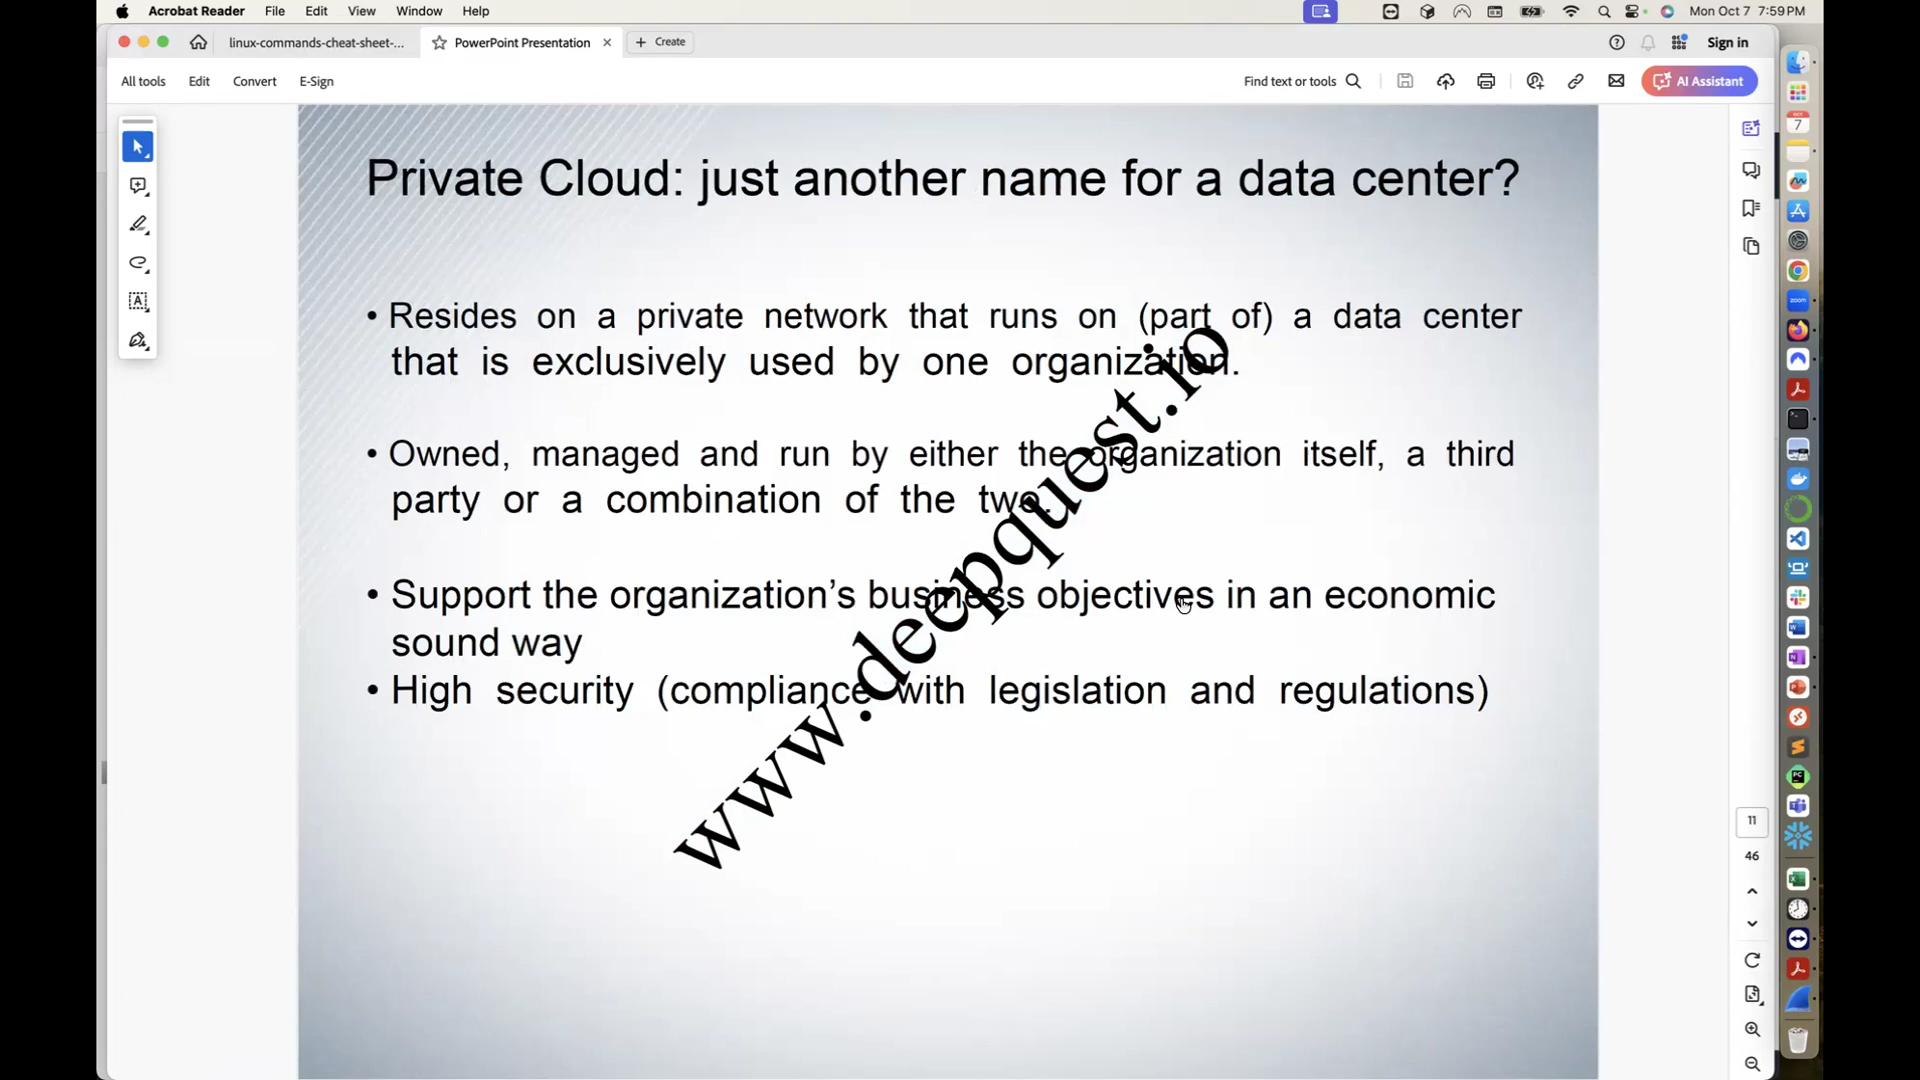 Acrobat Reader File Edit View Window Help Mon Oct 7 7:59 PM
linux-commands-cheat-sheet-... PowerPoint Presentation Create Sign in
All tools Edit Convert E-Sign Find text or tools AI Assistant
Private Cloud: just another name for a data center?
• Resides on a private network that runs on (part of) a data center
that is exclusively used by one organization.
• Owned, managed and run by either the organization itself, a third
party or a combination of the two.
• Support the organization’s business objectives in an economic
sound way
• High security (compliance with legislation and regulations)
www.deepquest.io
11
46
OCT
7
zoom